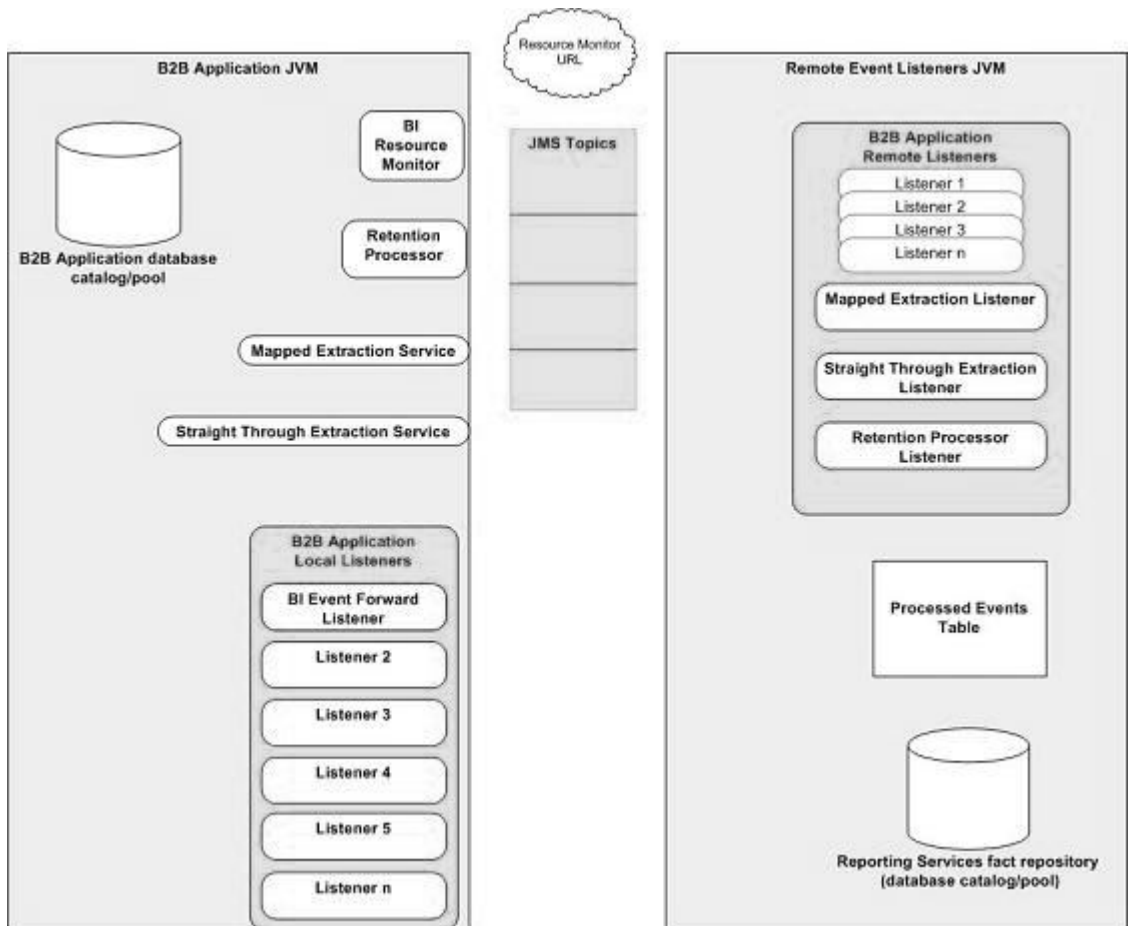 Resource Monitor
URL
B2B Application JVM
BI
Resource
Monitor
B2B Application database
catalog/pool
Retention
Processor
Mapped Extraction Service
Straight Through Extraction Service
B2B Application
Local Listeners
BI Event Forward
Listener
Listener 2
Listener 3
Listener 4
Listener 5
Listener n
JMS Topics
Remote Event Listeners JVM
B2B Application
Remote Listeners
Listener 1
Listener 2
Listener 3
Listener n
Mapped Extraction Listener
Straight Through Extraction
Listener
Retention Processor
Listener
Processed Events
Table
Reporting Services fact repository
(database catalog/pool)